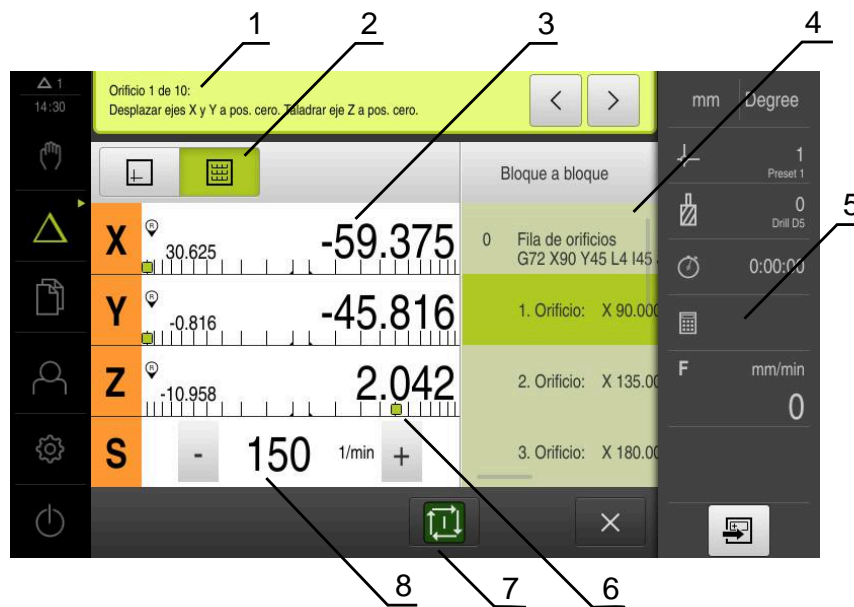 1 2 3 4
1
14:30
Orificio 1 de 10:
Desplazar ejes X y Y a pos. cero. Taladrar eje Z a pos. cero.
< >
mm Degree
1
Preset 1
0
Drill D5
5
0:00:00
F mm/min
0
Bloque a bloque
X R 30.625 -59.375
Y R -0.816 -45.816
Z R -10.958 2.042
S - 150 1/min +
0 Fila de orificios
G72 X90 Y45 L4 I45
1. Orificio: X 90.000
2. Orificio: X 135.00
3. Orificio: X 180.00
8 7 6